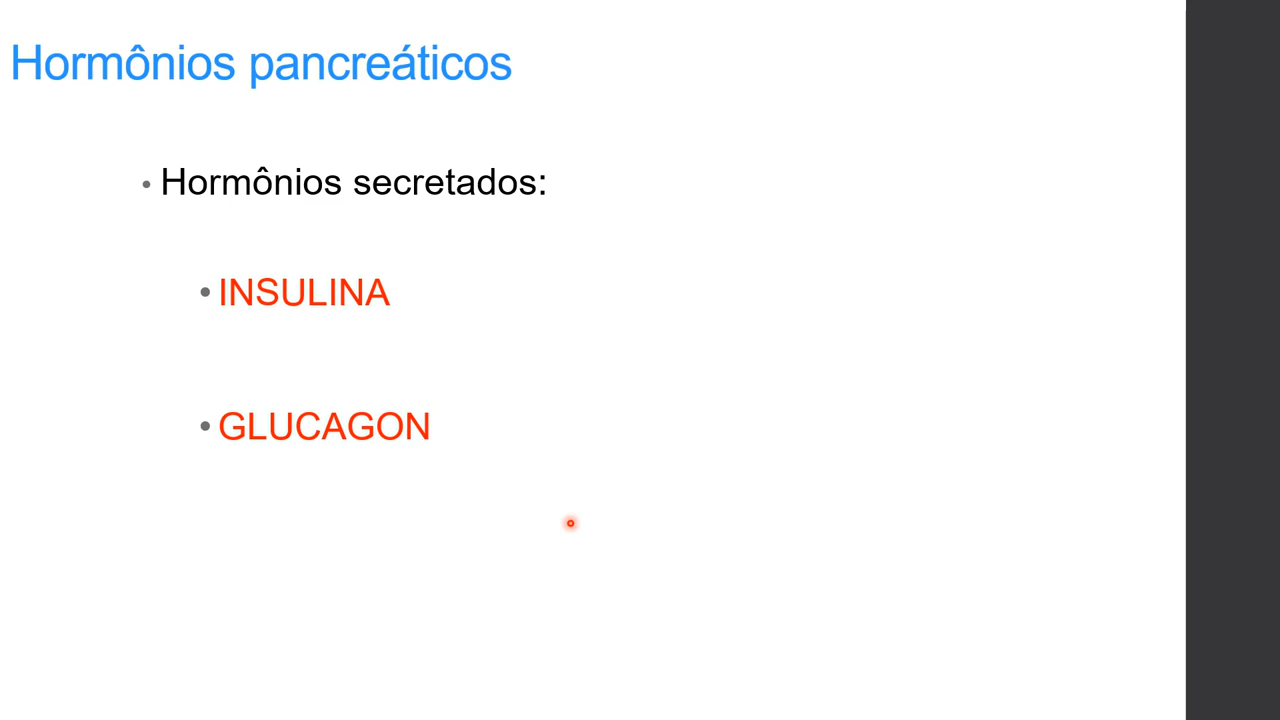 Hormônios pancreáticos
• Hormônios secretados:
• INSULINA
• GLUCAGON